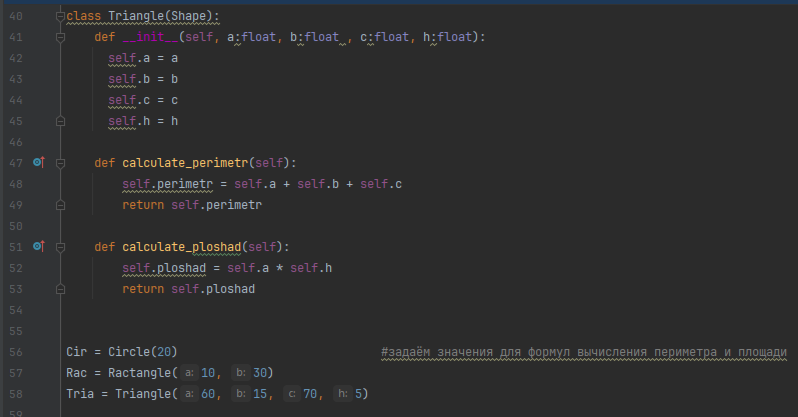 40 class Triangle(Shape):
41 def __init__(self, a:float, b:float , c:float, h:float):
42 self.a = a
43 self.b = b
44 self.c = c
45 self.h = h
46
47 def calculate_perimetr(self):
48 self.perimetr = self.a + self.b + self.c
49 return self.perimetr
50
51 def calculate_ploshad(self):
52 self.ploshad = self.a * self.h
53 return self.ploshad
54
55
56 Cir = Circle(20) #задаём значения для формул вычисления периметра и площади
57 Rac = Ractangle( a: 10, b: 30)
58 Tria = Triangle( a: 60, b: 15, c: 70, h: 5)
59